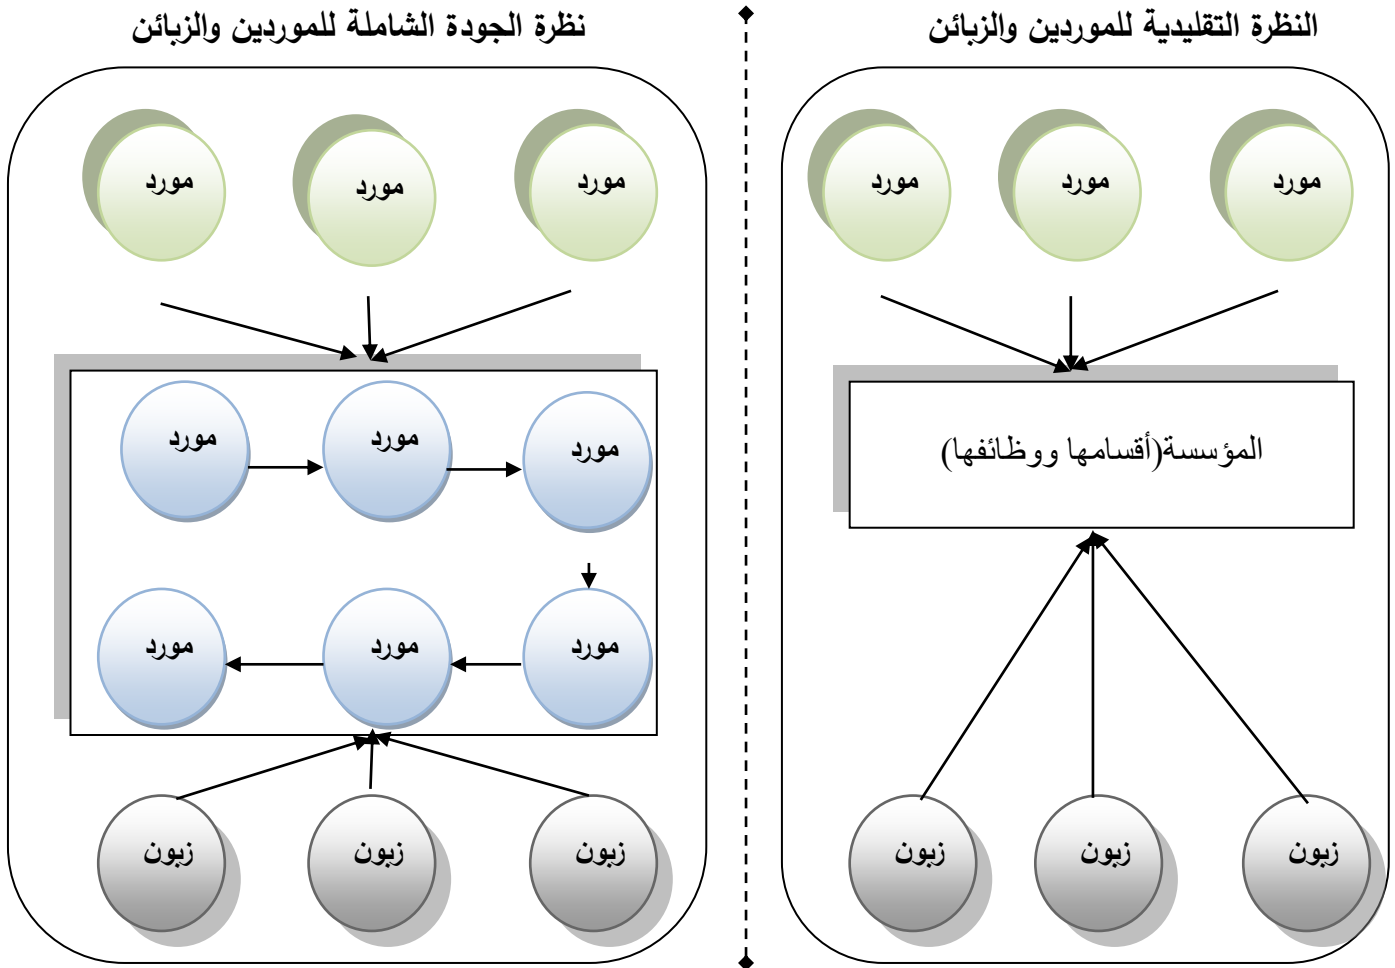 النظرة التقليدية للموردين والزبائن
مورد
مورد
مورد
المؤسسة(أقسامها ووظائفها)
زبون
زبون
زبون
نظرة الجودة الشاملة للموردين والزبائن
مورد
مورد
مورد
مورد
مورد
مورد
مورد
مورد
مورد
زبون
زبون
زبون